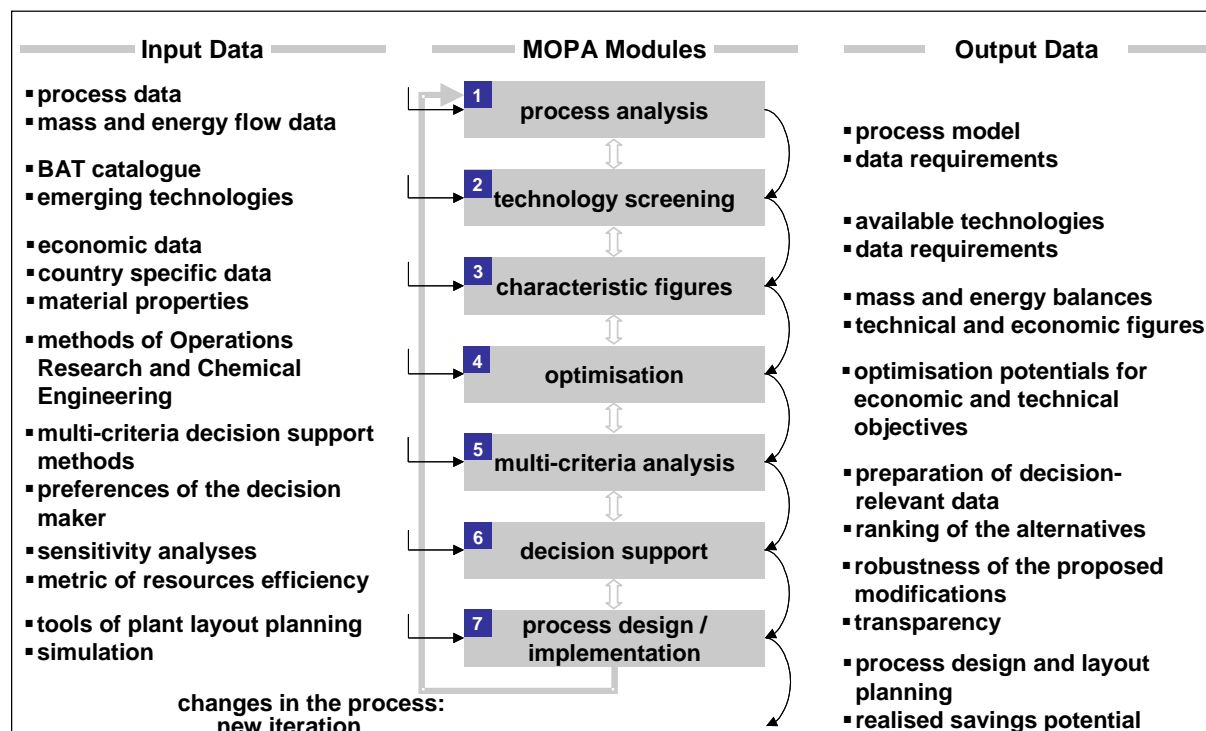 Input Data
▪ process data
▪ mass and energy flow data
▪ BAT catalogue
▪ emerging technologies
▪ economic data
▪ country specific data
▪ material properties
▪ methods of Operations
Research and Chemical
Engineering
▪ multi-criteria decision support
methods
▪ preferences of the decision
maker
▪ sensitivity analyses
▪ metric of resources efficiency
▪ tools of plant layout planning
▪ simulation
MOPA Modules
1
process analysis
2
technology screening
3
characteristic figures
4
optimisation
5
multi-criteria analysis
6
decision support
7
process design /
implementation
changes in the process:
new iteration
Output Data
▪ process model
▪ data requirements
▪ available technologies
▪ data requirements
▪ mass and energy balances
▪ technical and economic figures
▪ optimisation potentials for
economic and technical
objectives
▪ preparation of decision-
relevant data
▪ ranking of the alternatives
▪ robustness of the proposed
modifications
▪ transparency
▪ process design and layout
planning
▪ realised savings potential